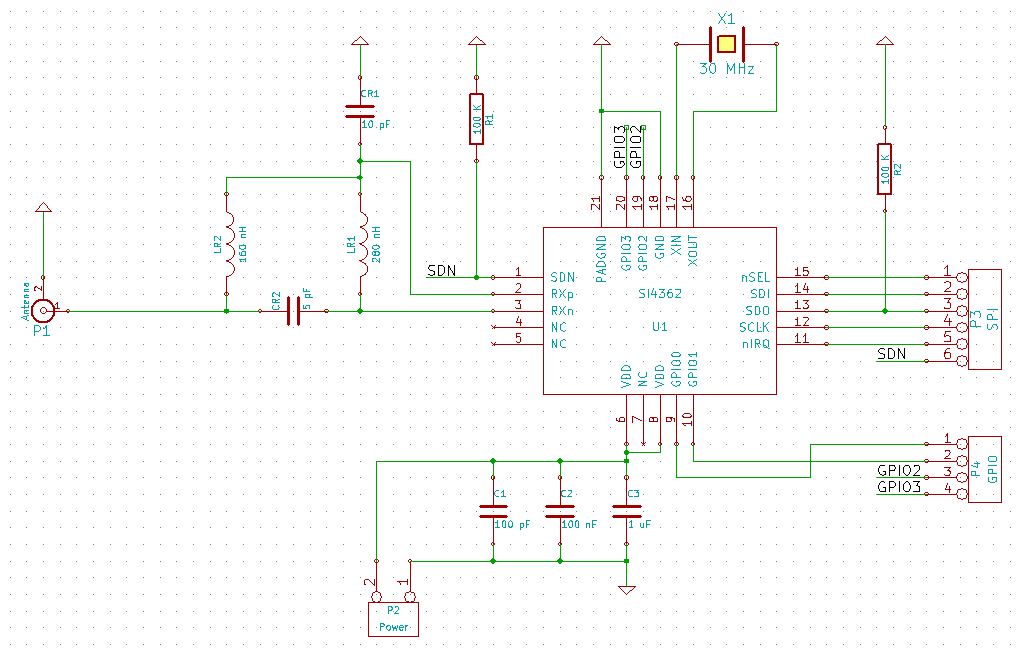 X1
30 MHz
CR1
10 pF
100 K
R1
GPIO3
GPIO2
100 K
R2
21
20
19
18
17
16
PADGND
GPIO3
GPIO2
GND
XIN
XOUT
LR2
160 nH
LR1
280 nH
Antenne
2
1
P1
CR2
5 pF
SDN
1
2
3
4
5
SDN
RXp
RXn
NC
NC
SI4362
U1
nSEL
SDI
SDO
SCLK
nIRQ
15
14
13
12
11
1
2
3
4
5
6
SDN
P3
SPI
VDD
NC
VDD
GPIO0
GPIO1
6
7
8
9
10
1
2
3
4
GPIO2
GPIO3
P4
GPIO
C1
100 pF
C2
100 nF
C3
1 uF
2
1
P2
Power